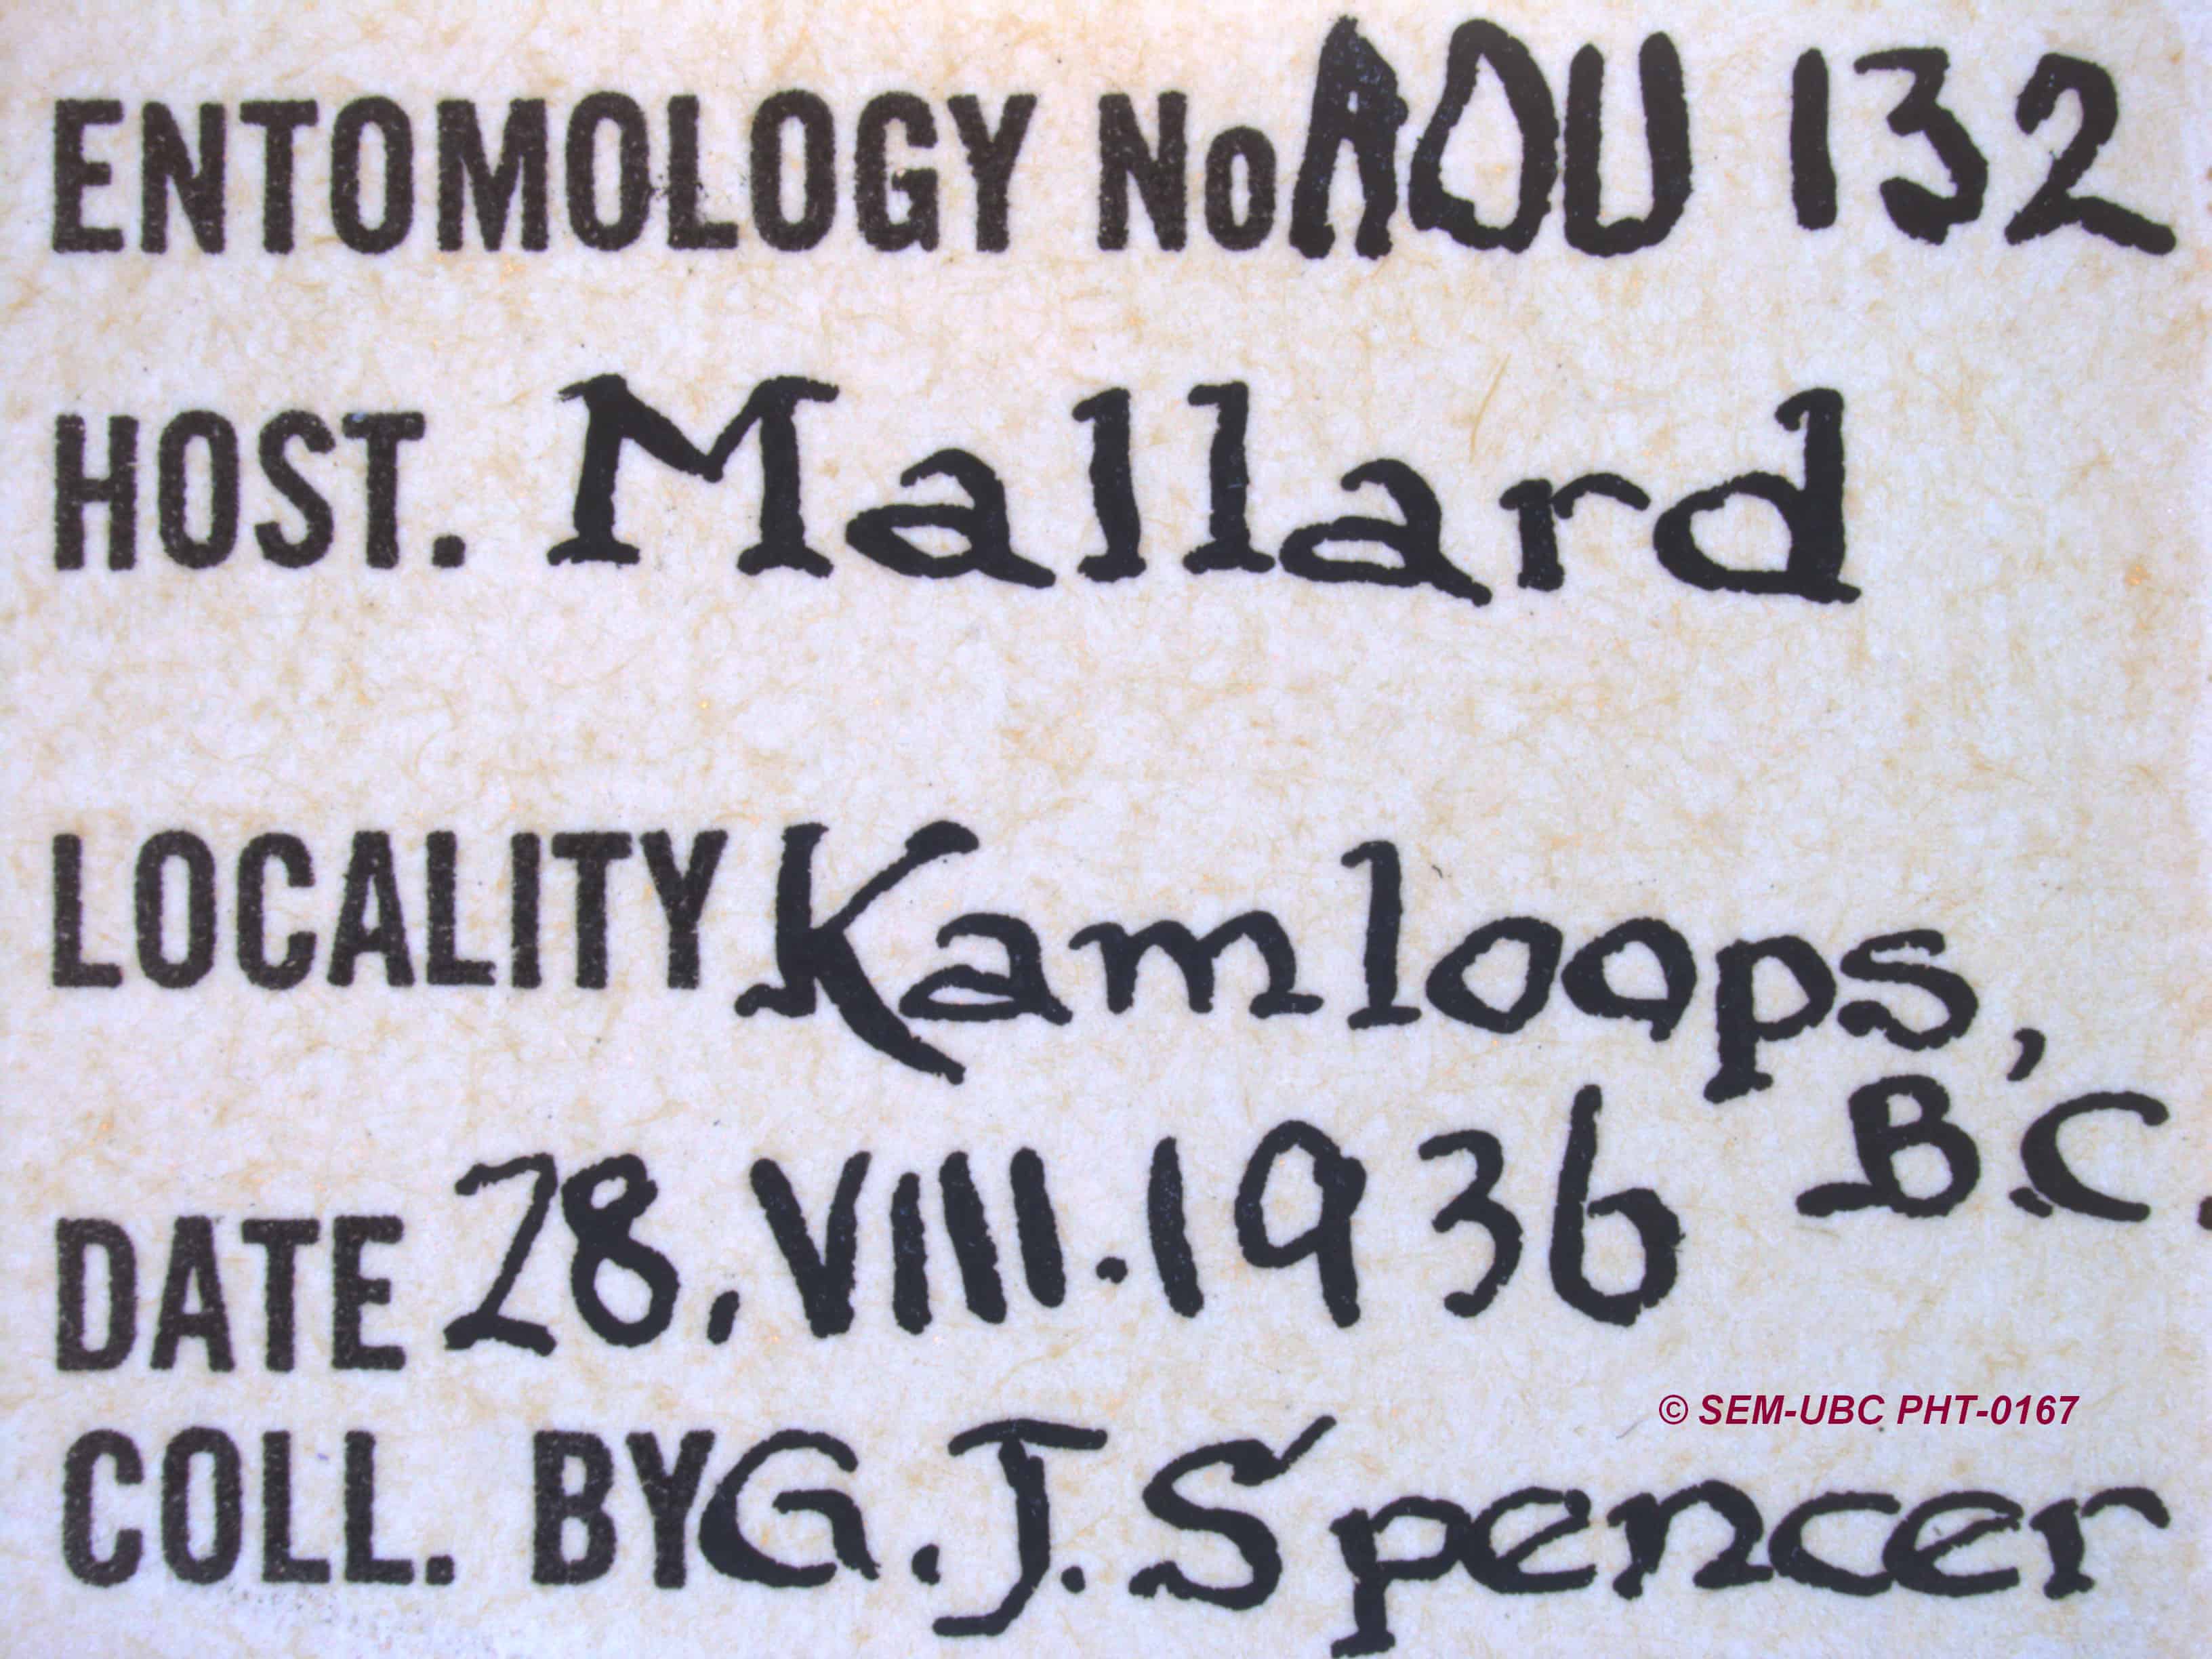 ENTOMOLOGY No AOU 132
HOST. Mallard
LOCALITY Kamloops,
B.C.
DATE 28.VIII.1936
© SEM-UBC PHT-0167
COLL. BY G.J.Spencer